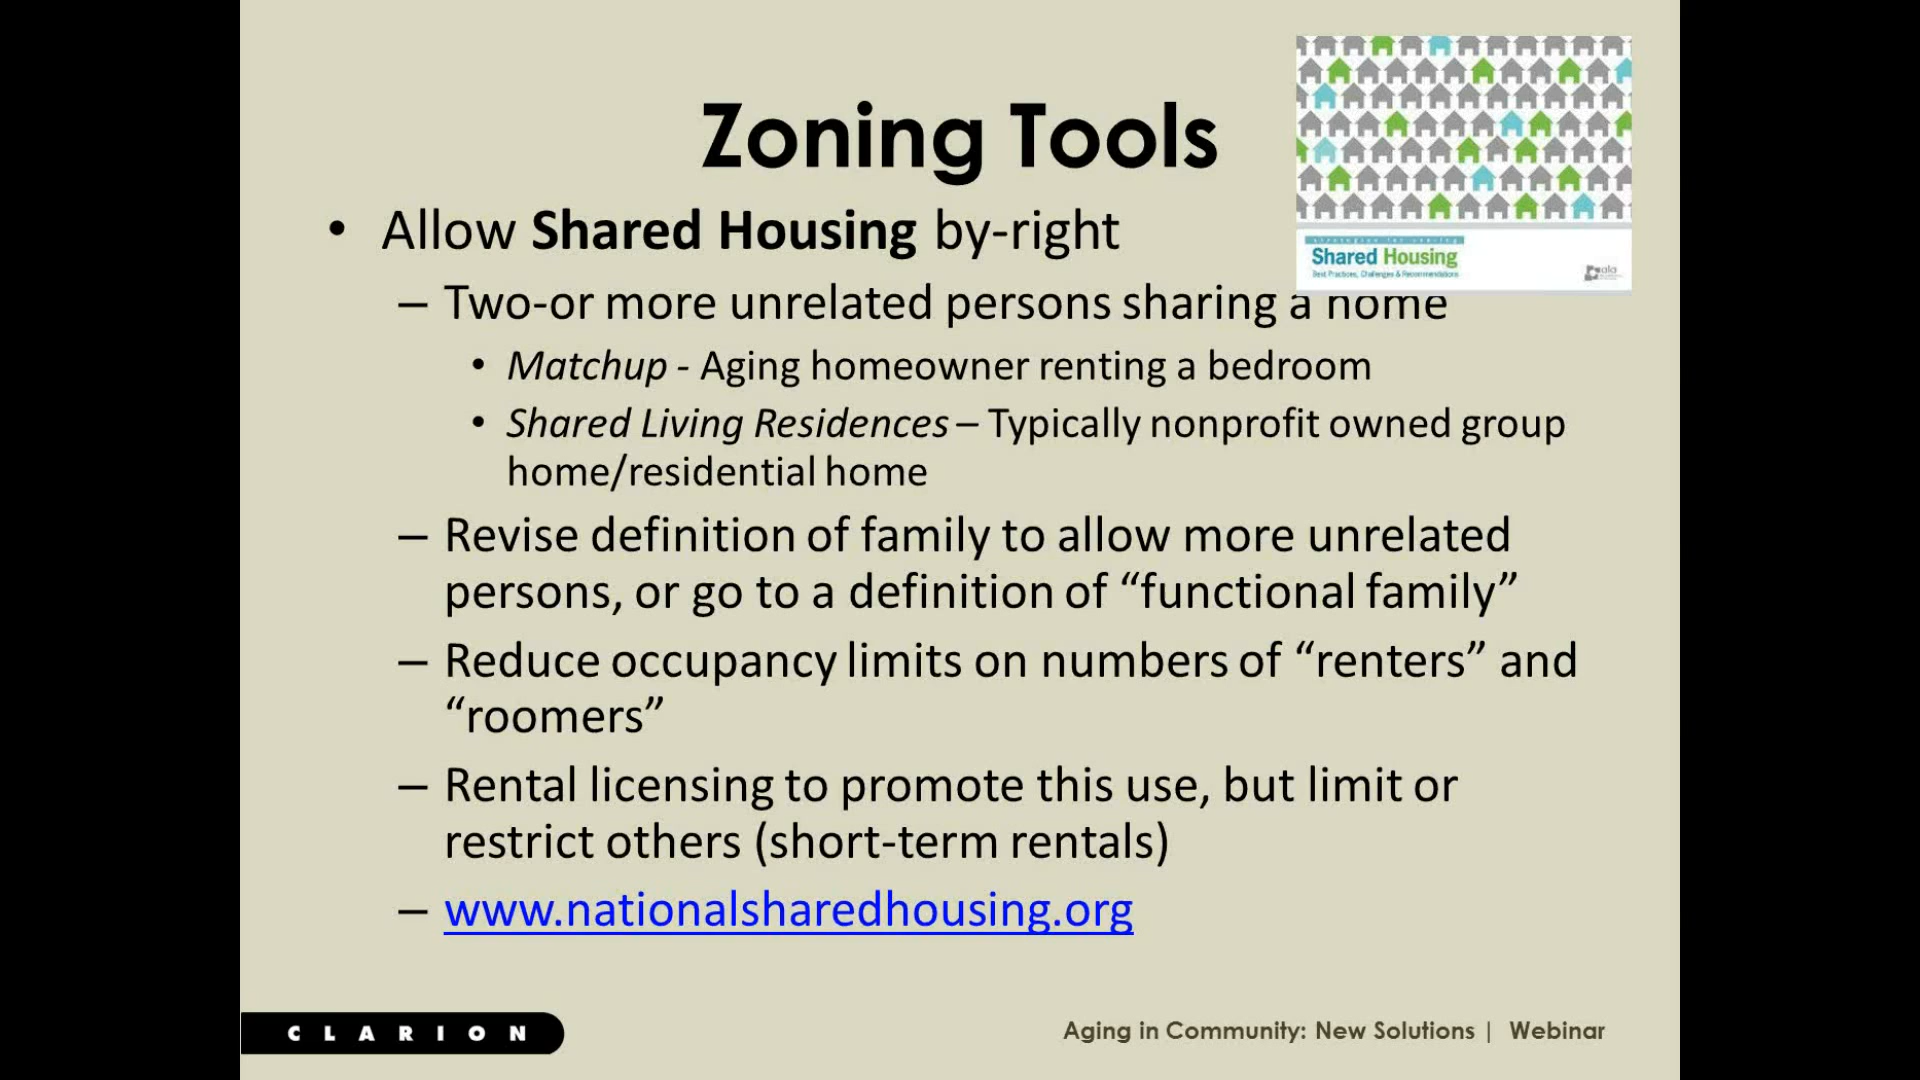 Zoning Tools
• Allow Shared Housing by-right
– Two-or more unrelated persons sharing a home
• Matchup - Aging homeowner renting a bedroom
• Shared Living Residences – Typically nonprofit owned group
home/residential home
– Revise definition of family to allow more unrelated
persons, or go to a definition of “functional family”
– Reduce occupancy limits on numbers of “renters” and
“roomers”
– Rental licensing to promote this use, but limit or
restrict others (short-term rentals)
– www.nationalsharedhousing.org
Shared Housing
Best Practices, Challenges & Recommendations
CLARION
Aging in Community: New Solutions | Webinar